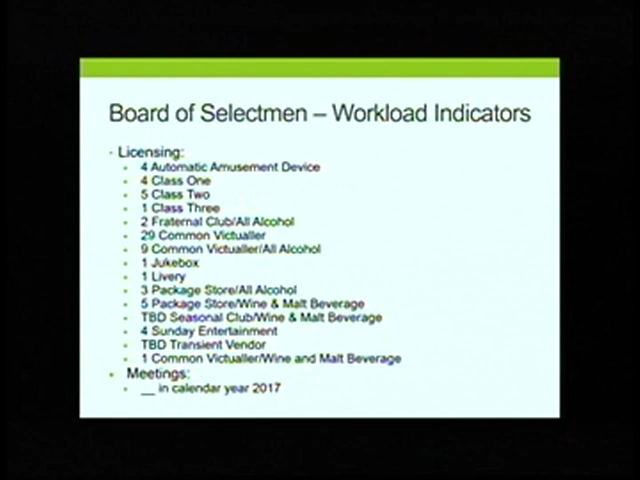 Board of Selectmen – Workload Indicators
Licensing:
4 Automatic Amusement Device
4 Class One
5 Class Two
1 Class Three
2 Fraternal Club/All Alcohol
29 Common Victualler
9 Common Victualler/All Alcohol
1 Jukebox
1 Livery
3 Package Store/All Alcohol
5 Package Store/Wine & Malt Beverage
TBD Seasonal Club/Wine & Malt Beverage
4 Sunday Entertainment
TBD Transient Vendor
1 Common Victualler/Wine and Malt Beverage
Meetings:
__ in calendar year 2017